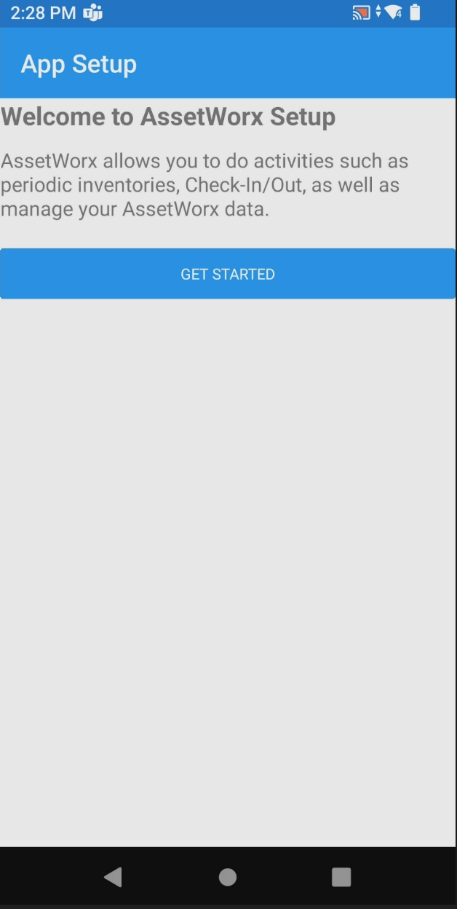 2:28 PM
App Setup
Welcome to AssetWorx Setup
AssetWorx allows you to do activities such as
periodic inventories, Check-In/Out, as well as
manage your AssetWorx data.
GET STARTED